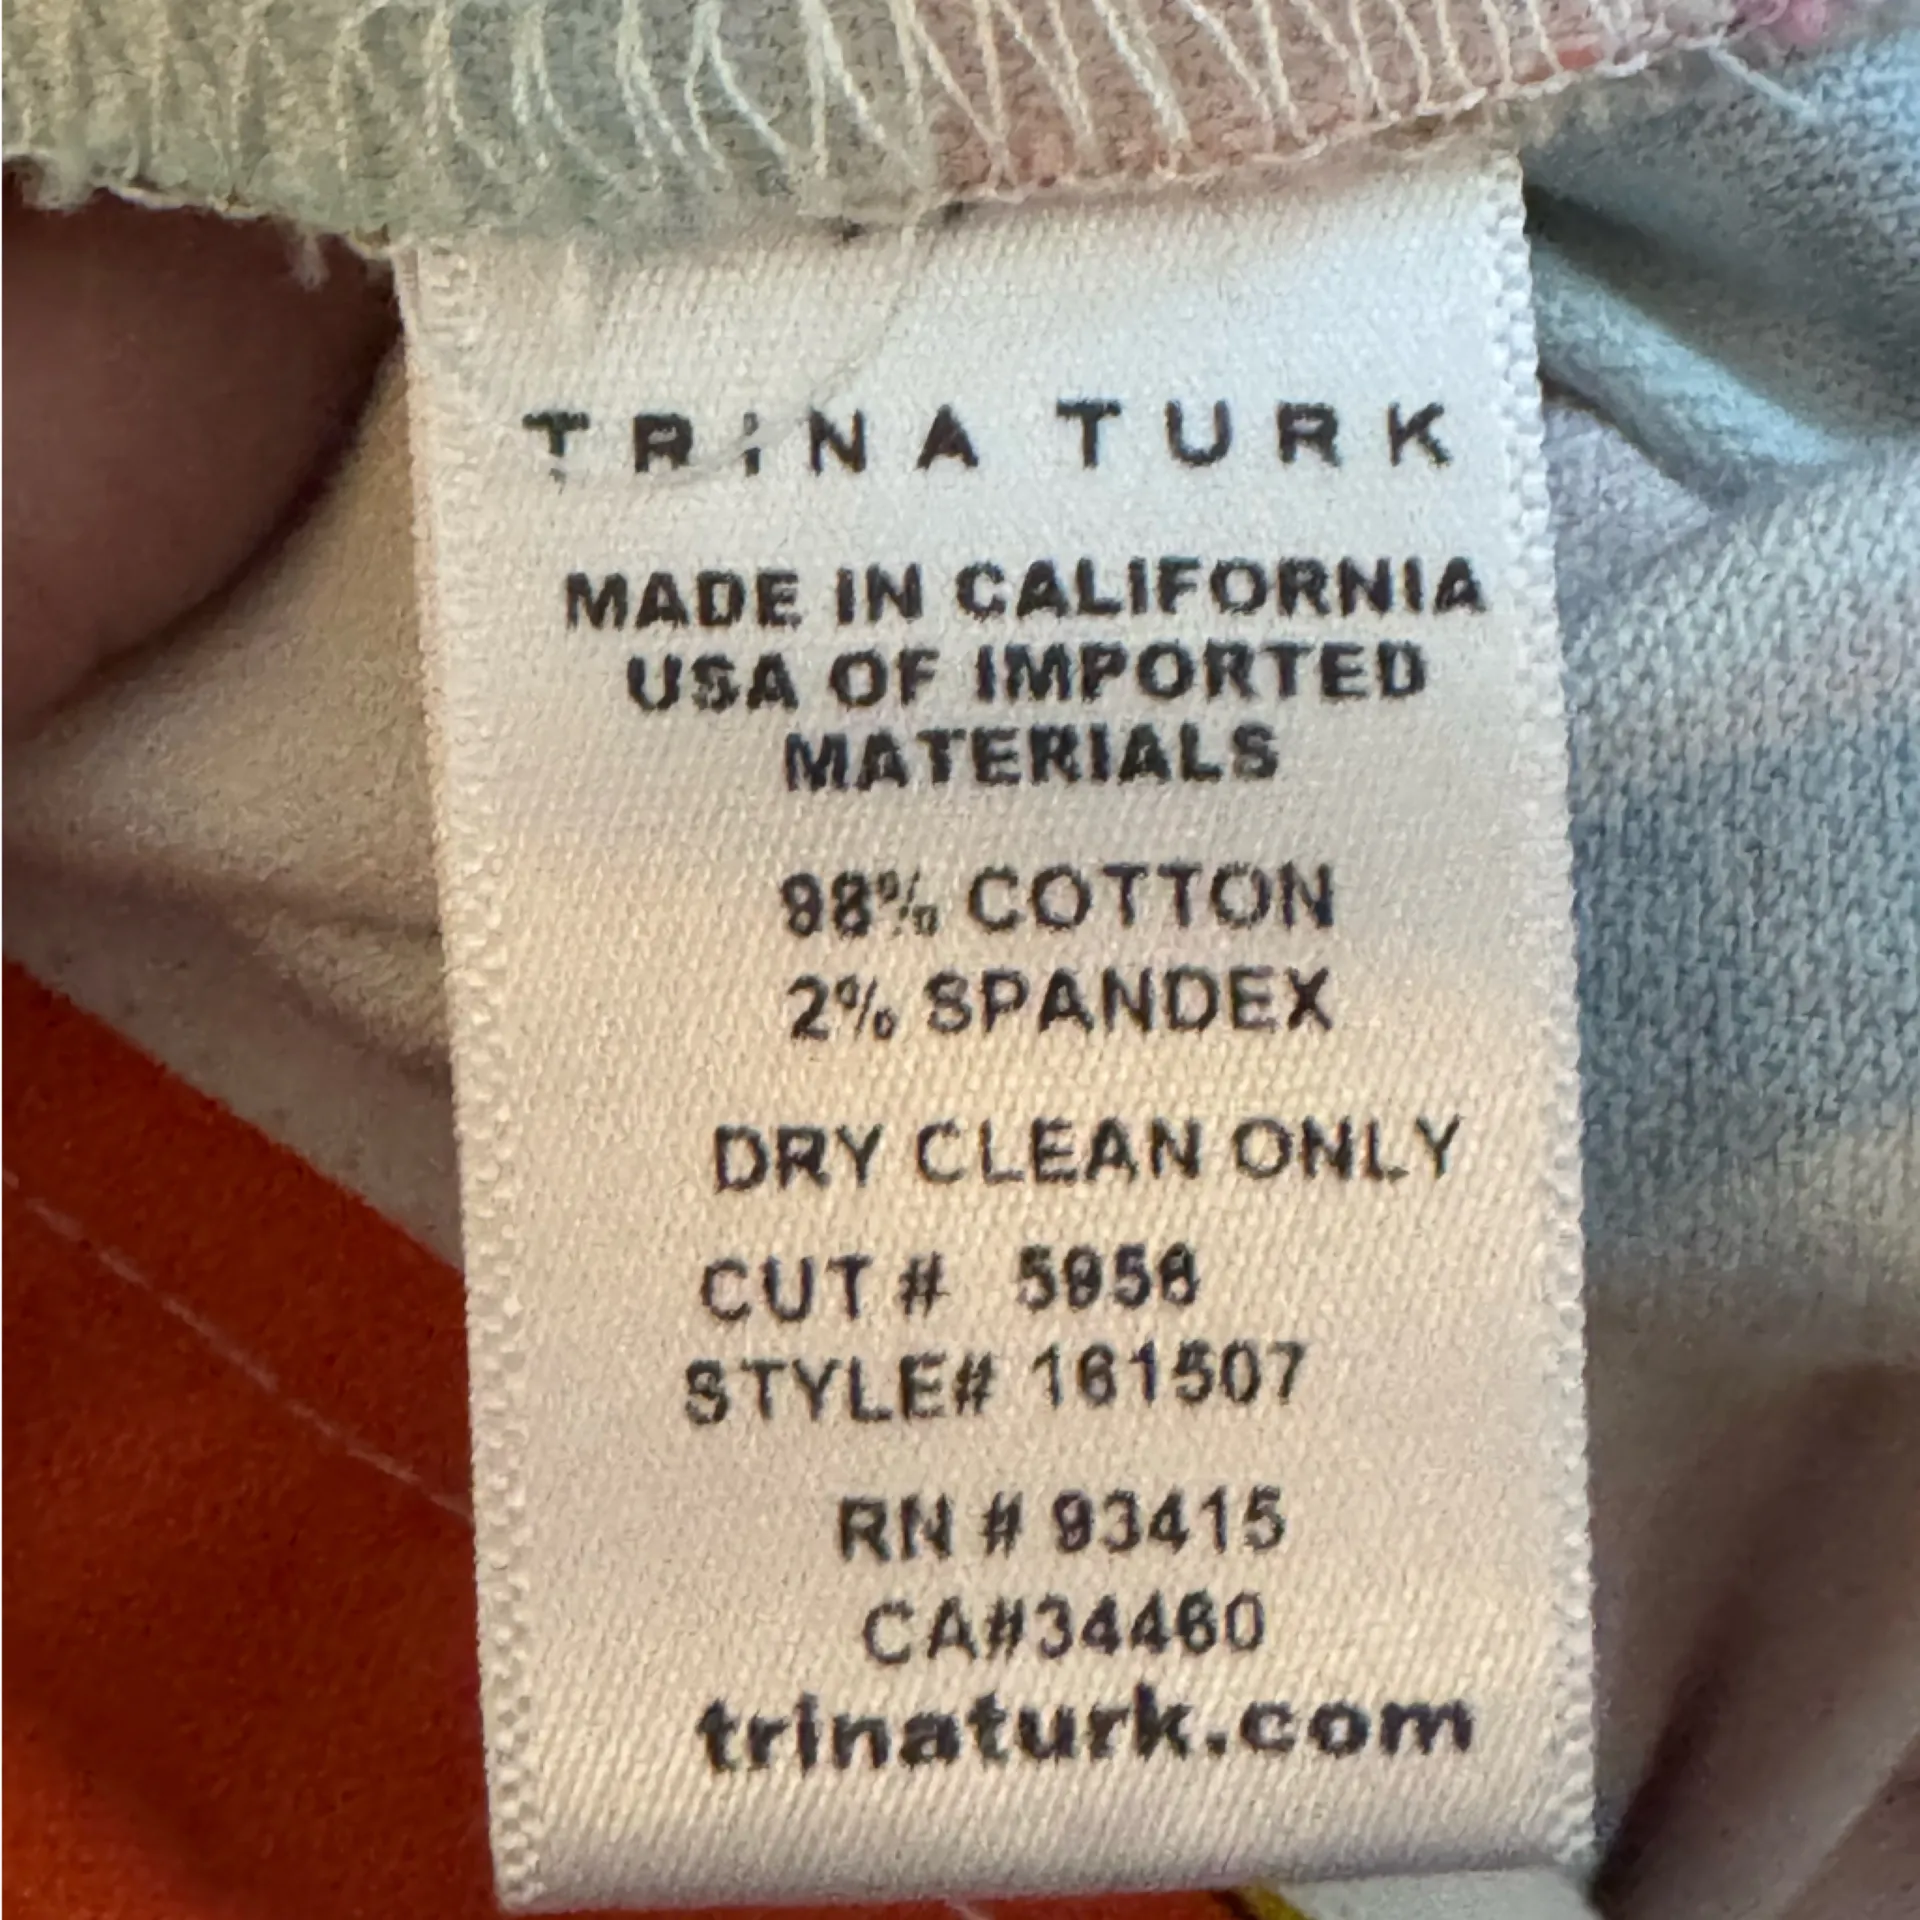 TRINA TURK
MADE IN CALIFORNIA
USA OF IMPORTED
MATERIALS
98% COTTON
2% SPANDEX
DRY CLEAN ONLY
CUT # 5958
STYLE# 161507
RN # 93415
CA#34460
trinaturk.com